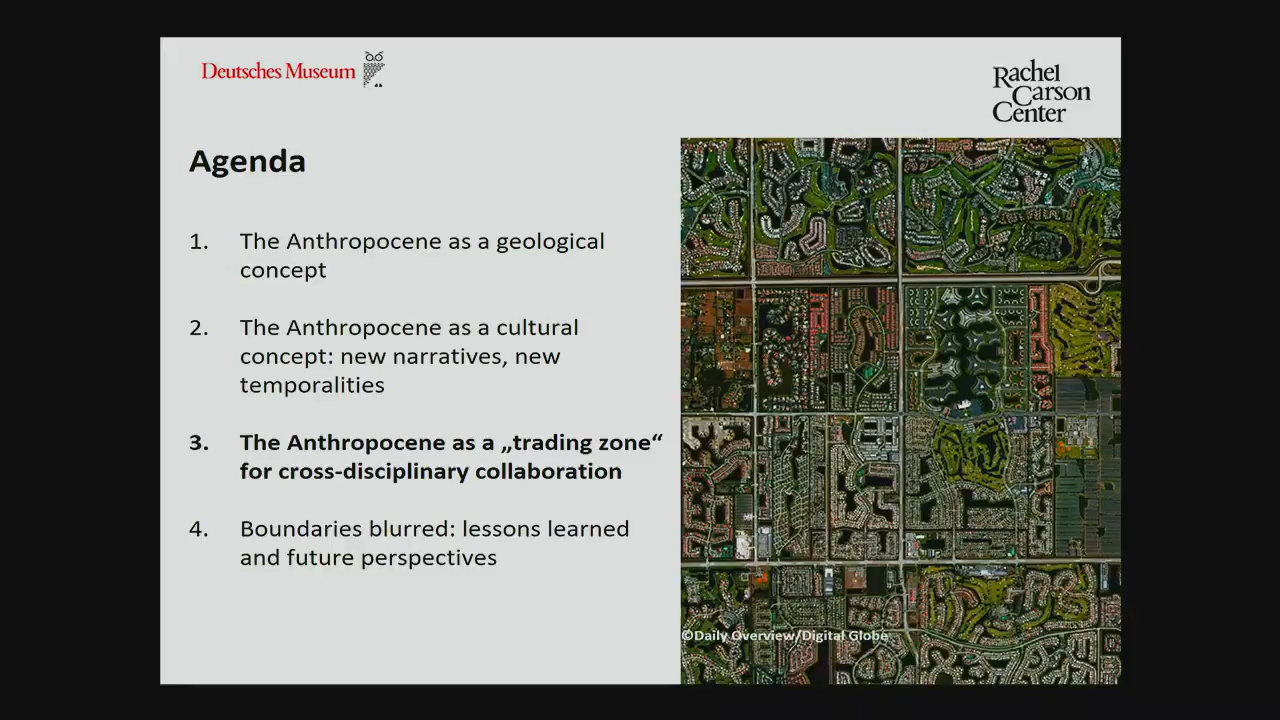 Deutsches Museum
Rachel
Carson
Center
Agenda
1. The Anthropocene as a geological
concept
2. The Anthropocene as a cultural
concept: new narratives, new
temporalities
3. The Anthropocene as a „trading zone“
for cross-disciplinary collaboration
4. Boundaries blurred: lessons learned
and future perspectives
©Daily Overview/Digital Globe